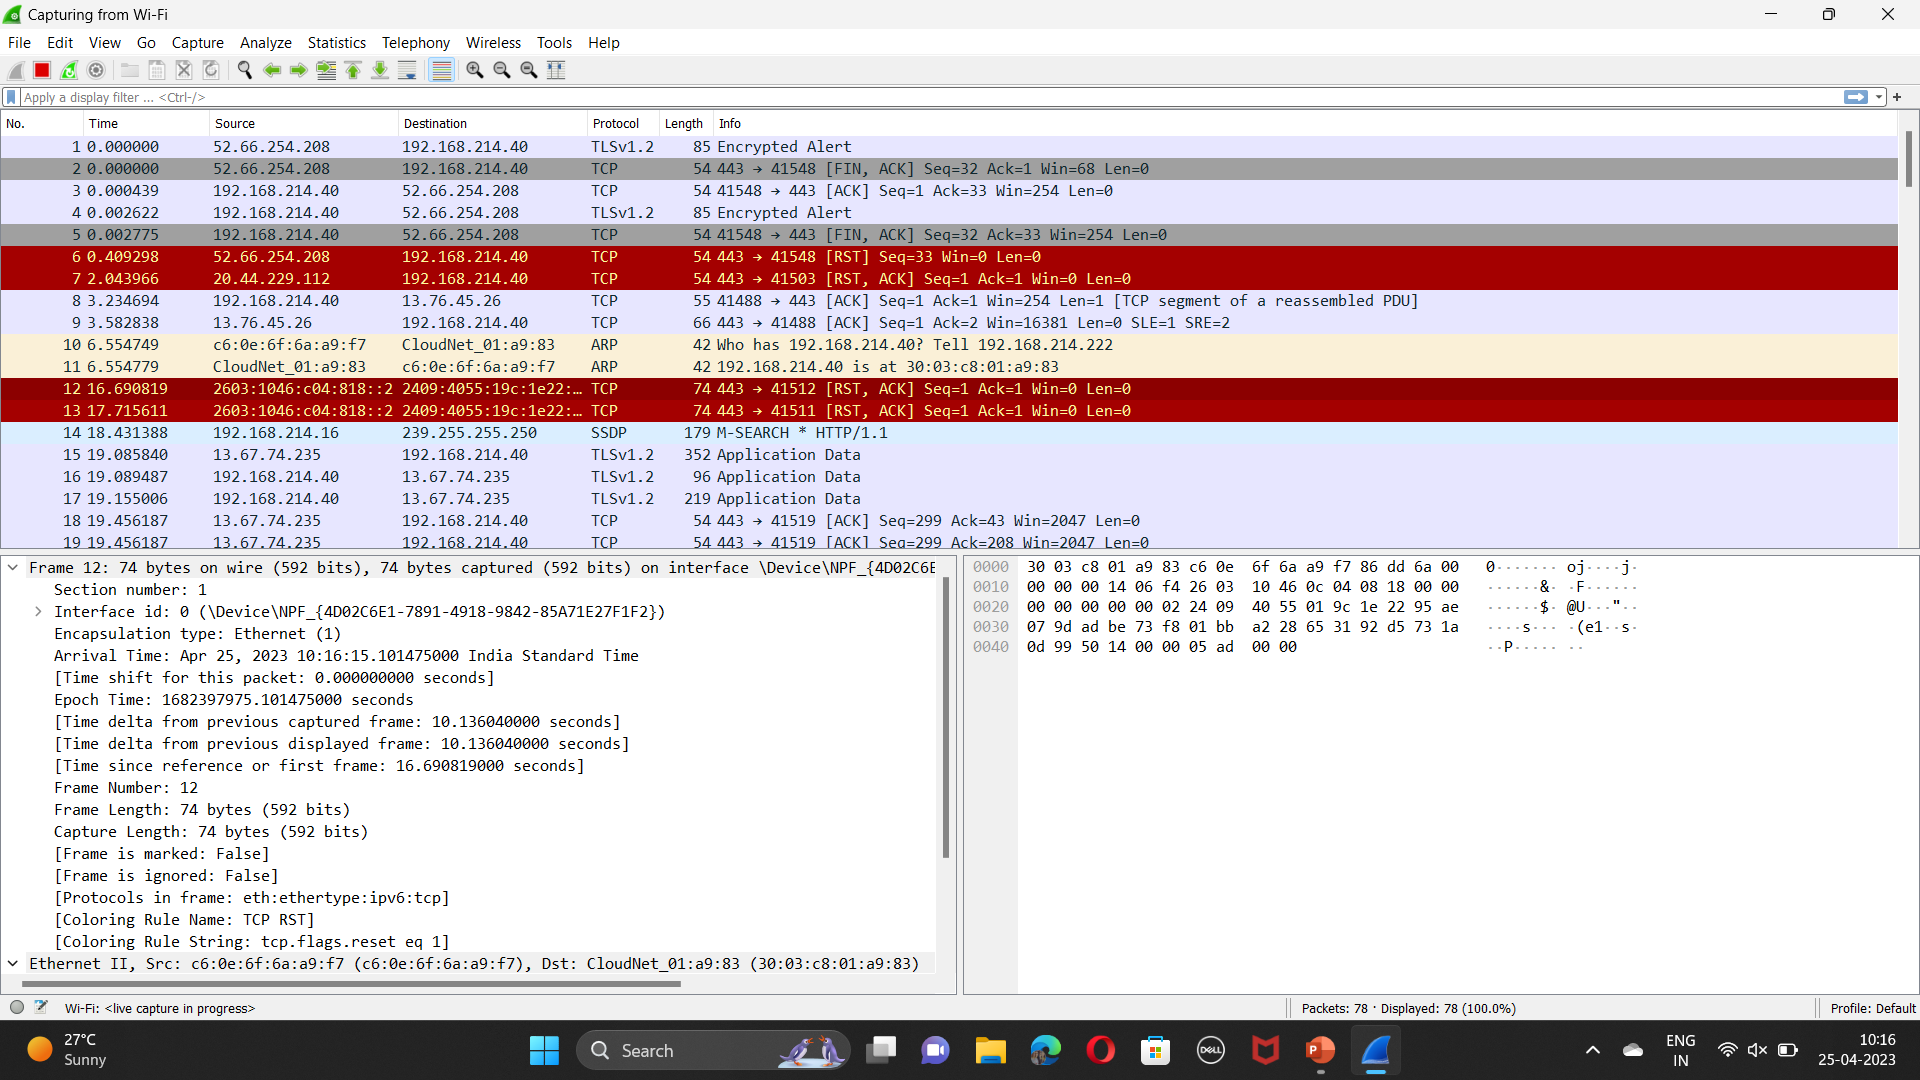 Capturing from Wi-Fi
File Edit View Go Capture Analyze Statistics Telephony Wireless Tools Help
Apply a display filter ... <Ctrl-/>
No. Time Source Destination Protocol Length Info
1 0.000000 52.66.254.208 192.168.214.40 TLSv1.2 85 Encrypted Alert
2 0.000000 52.66.254.208 192.168.214.40 TCP 54 443 → 41548 [FIN, ACK] Seq=32 Ack=1 Win=68 Len=0
3 0.000439 192.168.214.40 52.66.254.208 TCP 54 41548 → 443 [ACK] Seq=1 Ack=33 Win=254 Len=0
4 0.002622 192.168.214.40 52.66.254.208 TLSv1.2 85 Encrypted Alert
5 0.002775 192.168.214.40 52.66.254.208 TCP 54 41548 → 443 [FIN, ACK] Seq=32 Ack=33 Win=254 Len=0
6 0.409298 52.66.254.208 192.168.214.40 TCP 54 443 → 41548 [RST] Seq=33 Win=0 Len=0
7 2.043966 20.44.229.112 192.168.214.40 TCP 54 443 → 41503 [RST, ACK] Seq=1 Ack=1 Win=0 Len=0
8 3.234694 192.168.214.40 13.76.45.26 TCP 55 41488 → 443 [ACK] Seq=1 Ack=1 Win=254 Len=1 [TCP segment of a reassembled PDU]
9 3.582838 13.76.45.26 192.168.214.40 TCP 66 443 → 41488 [ACK] Seq=1 Ack=2 Win=16381 Len=0 SLE=1 SRE=2
10 6.554749 c6:0e:6f:6a:a9:f7 CloudNet_01:a9:83 ARP 42 Who has 192.168.214.40? Tell 192.168.214.222
11 6.554779 CloudNet_01:a9:83 c6:0e:6f:6a:a9:f7 ARP 42 192.168.214.40 is at 30:03:c8:01:a9:83
12 16.690819 2603:1046:c04:818::2 2409:4055:19c:1e22:… TCP 74 443 → 41512 [RST, ACK] Seq=1 Ack=1 Win=0 Len=0
13 17.715611 2603:1046:c04:818::2 2409:4055:19c:1e22:… TCP 74 443 → 41511 [RST, ACK] Seq=1 Ack=1 Win=0 Len=0
14 18.431388 192.168.214.16 239.255.255.250 SSDP 179 M-SEARCH * HTTP/1.1
15 19.085840 13.67.74.235 192.168.214.40 TLSv1.2 352 Application Data
16 19.089487 192.168.214.40 13.67.74.235 TLSv1.2 96 Application Data
17 19.155006 192.168.214.40 13.67.74.235 TLSv1.2 219 Application Data
18 19.456187 13.67.74.235 192.168.214.40 TCP 54 443 → 41519 [ACK] Seq=299 Ack=43 Win=2047 Len=0
19 19.456187 13.67.74.235 192.168.214.40 TCP 54 443 → 41519 [ACK] Seq=299 Ack=208 Win=2047 Len=0
Frame 12: 74 bytes on wire (592 bits), 74 bytes captured (592 bits) on interface \Device\NPF_{4D02C6E
Section number: 1
Interface id: 0 (\Device\NPF_{4D02C6E1-7891-4918-9842-85A71E27F1F2})
Encapsulation type: Ethernet (1)
Arrival Time: Apr 25, 2023 10:16:15.101475000 India Standard Time
[Time shift for this packet: 0.000000000 seconds]
Epoch Time: 1682397975.101475000 seconds
[Time delta from previous captured frame: 10.136040000 seconds]
[Time delta from previous displayed frame: 10.136040000 seconds]
[Time since reference or first frame: 16.690819000 seconds]
Frame Number: 12
Frame Length: 74 bytes (592 bits)
Capture Length: 74 bytes (592 bits)
[Frame is marked: False]
[Frame is ignored: False]
[Protocols in frame: eth:ethertype:ipv6:tcp]
[Coloring Rule Name: TCP RST]
[Coloring Rule String: tcp.flags.reset eq 1]
Ethernet II, Src: c6:0e:6f:6a:a9:f7 (c6:0e:6f:6a:a9:f7), Dst: CloudNet_01:a9:83 (30:03:c8:01:a9:83)
0000 30 03 c8 01 a9 83 c6 0e 6f 6a a9 f7 86 dd 6a 00 0······· oj····j·
0010 00 00 00 14 06 f4 26 03 10 46 0c 04 08 18 00 00 ······&· ·F······
0020 00 00 00 00 00 02 24 09 40 55 01 9c 1e 22 95 ae ······$· @U···"··
0030 07 9d ad be 73 f8 01 bb a2 28 65 31 92 d5 73 1a ····s··· ·(e1··s·
0040 0d 99 50 14 00 00 05 ad 00 00 ··P····· ··
Wi-Fi: <live capture in progress>
Packets: 78 · Displayed: 78 (100.0%)
Profile: Default
27°C
Sunny
Search
DELL
P
ENG
IN
10:16
25-04-2023